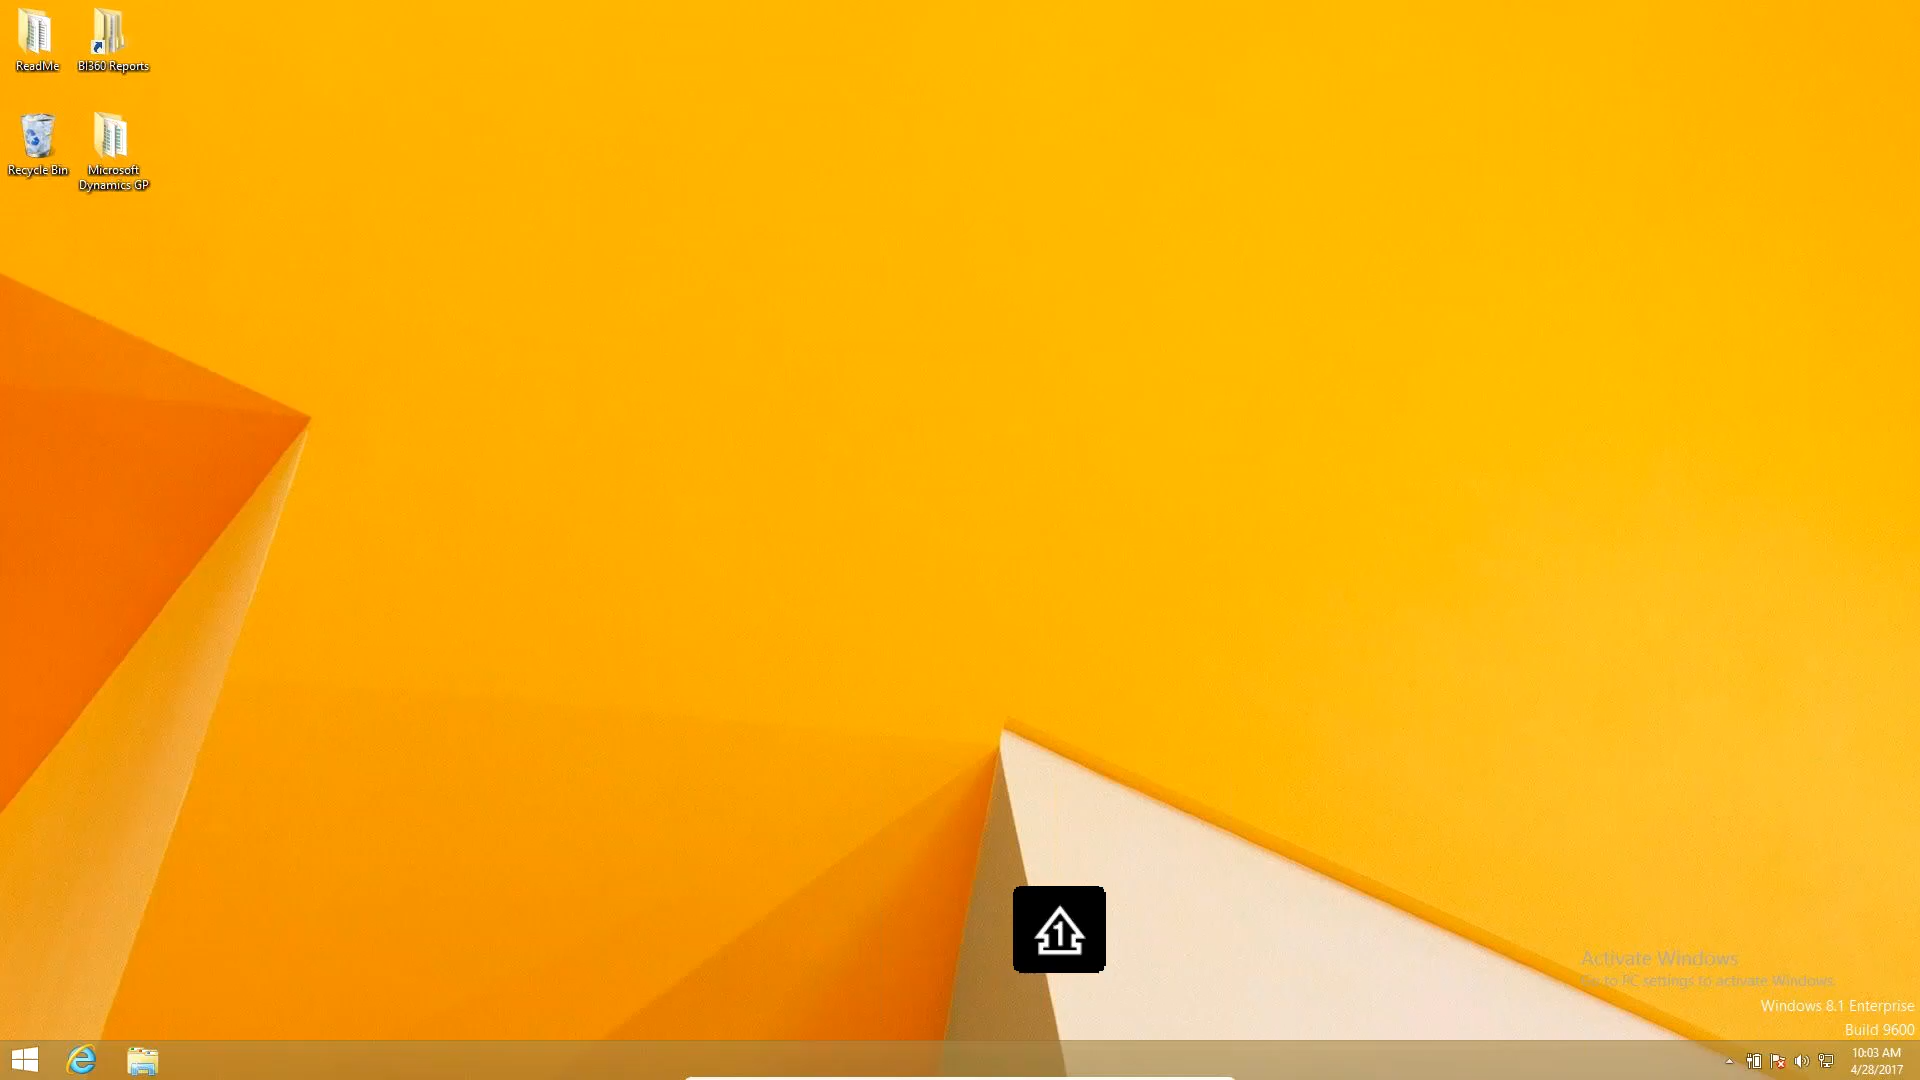 ReadMe
BI360 Reports
Recycle Bin
Microsoft
Dynamics GP
1
Activate Windows
Go to PC settings to activate Windows.
Windows 8.1 Enterprise
Build 9600
10:03 AM
4/28/2017